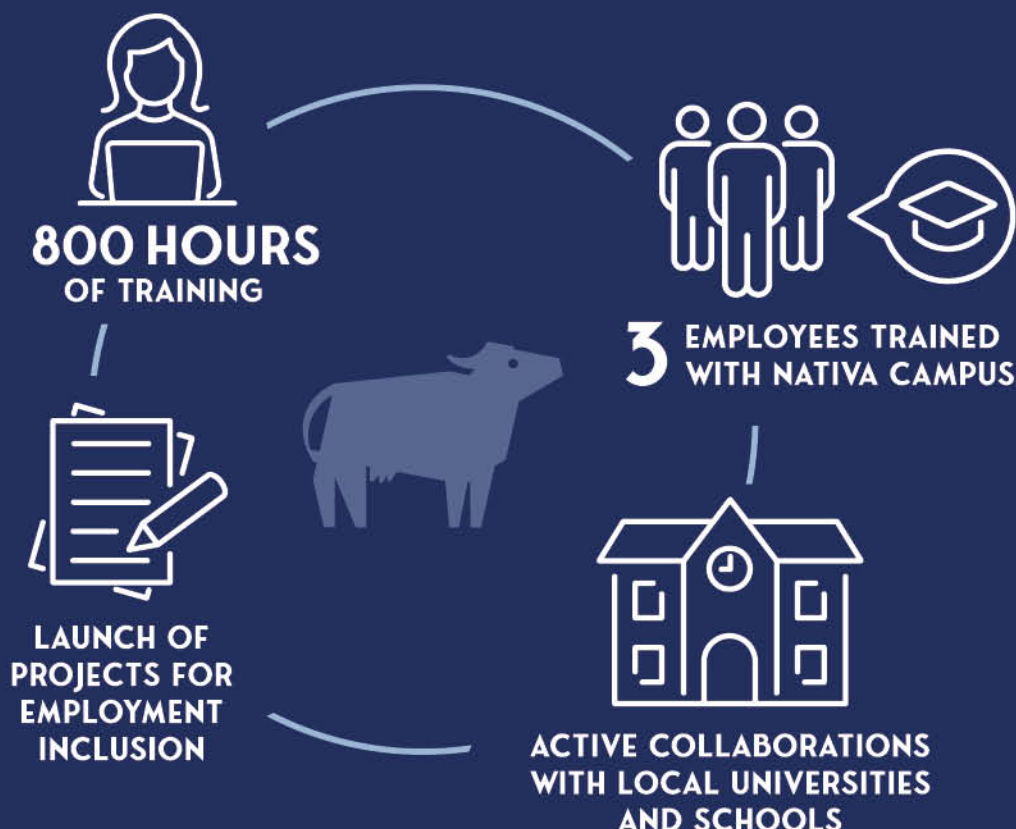 800 HOURS
OF TRAINING
3 EMPLOYEES TRAINED
WITH NATIVA CAMPUS
LAUNCH OF
PROJECTS FOR
EMPLOYMENT
INCLUSION
ACTIVE COLLABORATIONS
WITH LOCAL UNIVERSITIES
AND SCHOOLS